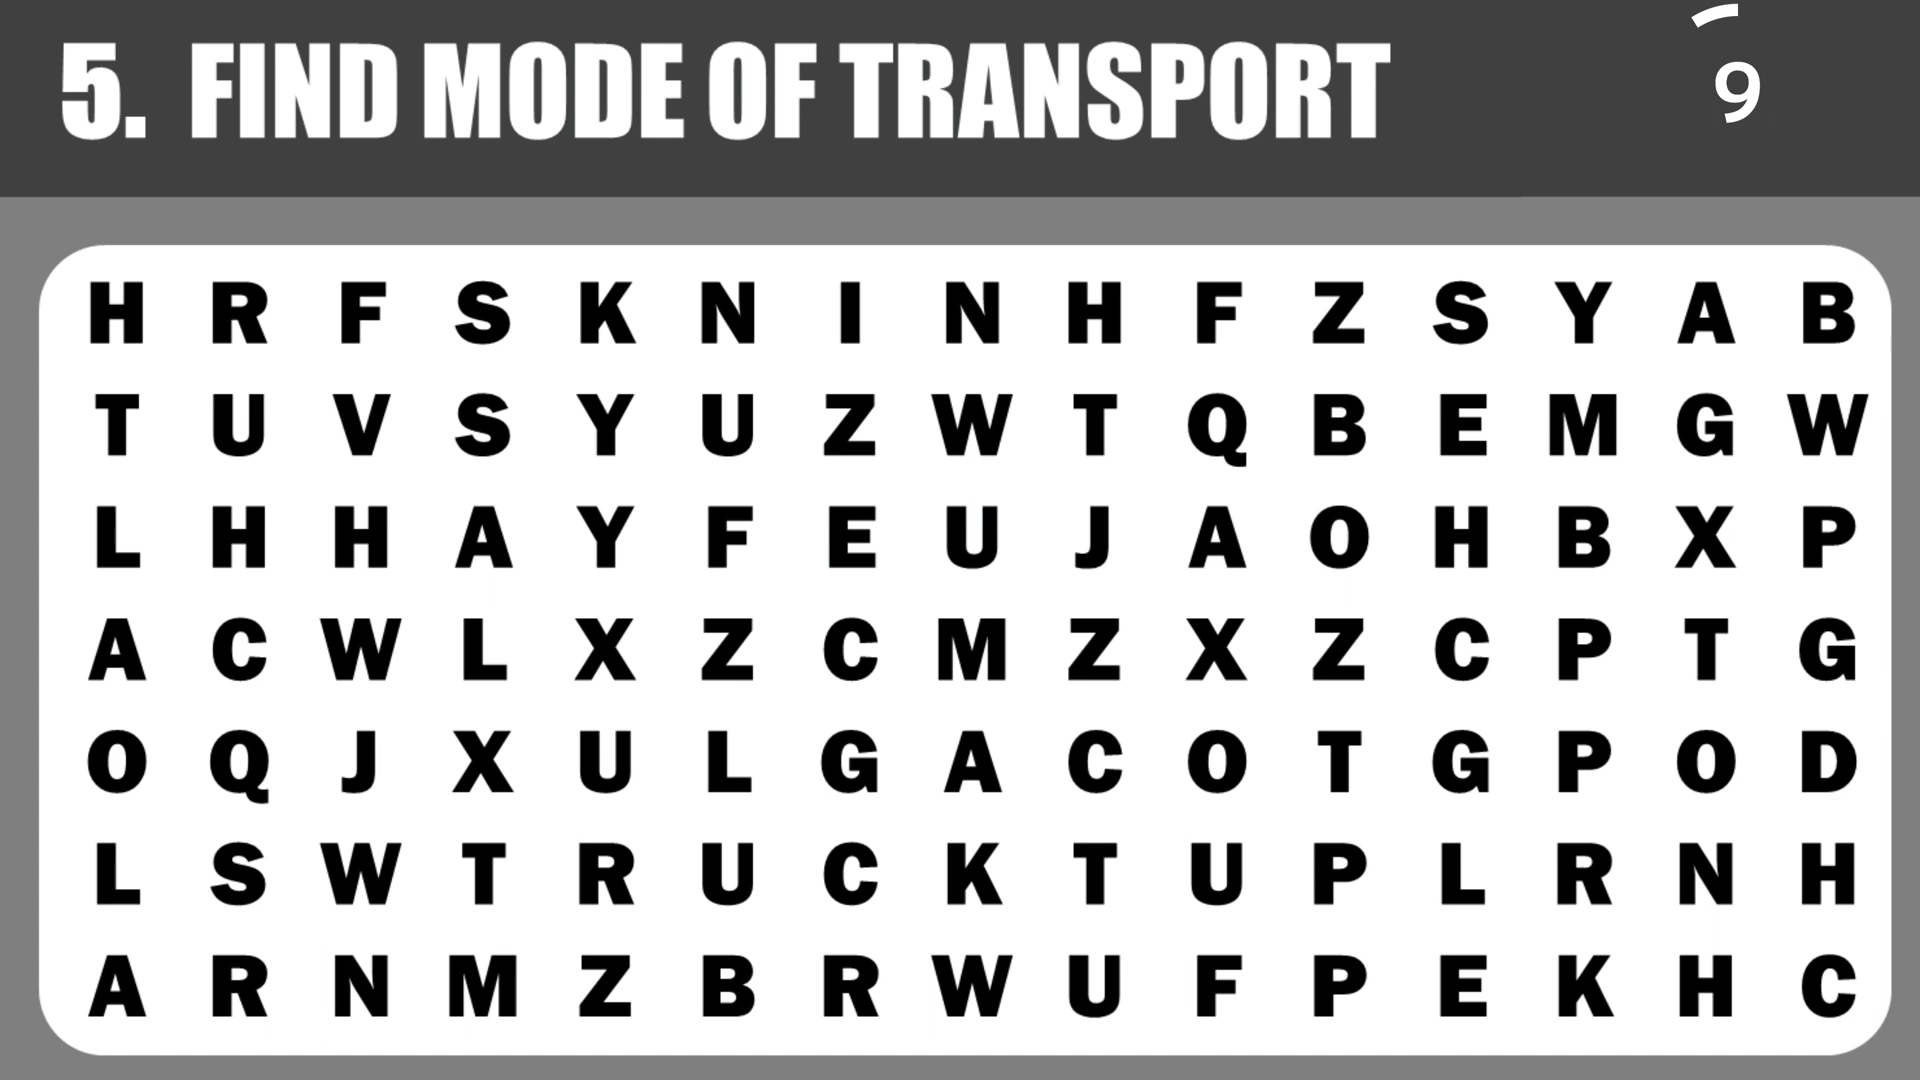 5. FIND MODE OF TRANSPORT
9
H R F S K N I N H F Z S Y A B
T U V S Y U Z W T Q B E M G W
L H H A Y F E U J A O H B X P
A C W L X Z C M Z X Z C P T G
O Q J X U L G A C O T G P O D
L S W T R U C K T U P L R N H
A R N M Z B R W U F P E K H C